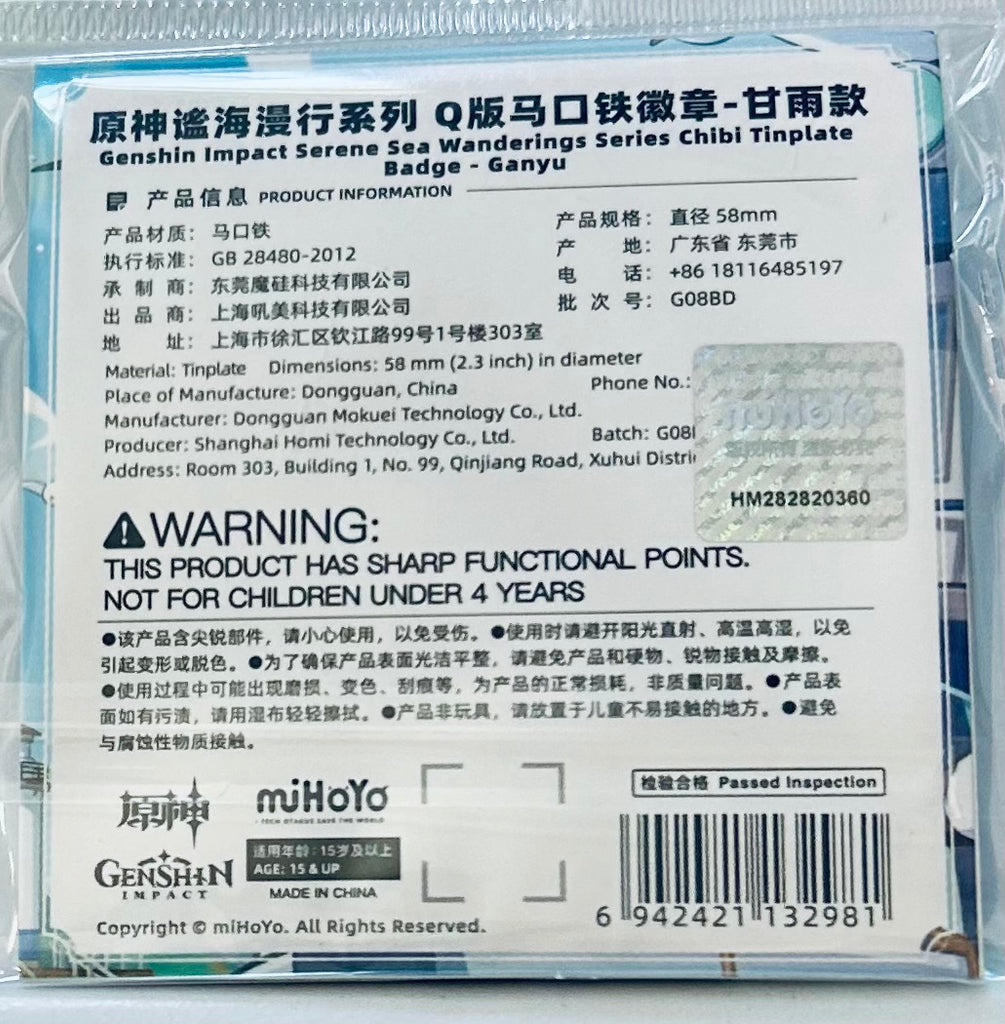 原神谧海漫行系列 Q版马口铁徽章-甘雨款
Genshin Impact Serene Sea Wanderings Series Chibi Tinplate
Badge - Ganyu
产品信息 PRODUCT INFORMATION
产品材质: 马口铁 产品规格: 直径 58mm
执行标准: GB 28480-2012 产 地: 广东省 东莞市
承 制 商: 东莞魔硅科技有限公司 电 话: +86 18116485197
出 品 商: 上海吼美科技有限公司 批 次 号: G08BD
地 址: 上海市徐汇区钦江路99号1号楼303室
Material: Tinplate Dimensions: 58 mm (2.3 inch) in diameter
Place of Manufacture: Dongguan, China Phone No.:
Manufacturer: Dongguan Mokuei Technology Co., Ltd.
Producer: Shanghai Homi Technology Co., Ltd. Batch: G08
Address: Room 303, Building 1, No. 99, Qinjiang Road, Xuhui Distri
miHoYo
HM282820360
WARNING:
THIS PRODUCT HAS SHARP FUNCTIONAL POINTS.
NOT FOR CHILDREN UNDER 4 YEARS
●该产品含尖锐部件，请小心使用，以免受伤。●使用时请避开阳光直射、高温高湿，以免
引起变形或脱色。●为了确保产品表面光洁平整，请避免产品和硬物、锐物接触及摩擦。
●使用过程中可能出现磨损、变色、刮痕等，为产品的正常损耗，非质量问题。●产品表
面如有污渍，请用湿布轻轻擦拭。●产品非玩具，请放置于儿童不易接触的地方。●避免
与腐蚀性物质接触。
原神
miHoYo
TECH OTAKUS SAVE THE WORLD
检验合格 Passed Inspection
GENSHIN
IMPACT
适用年龄：15岁及以上
AGE: 15 & UP
MADE IN CHINA
6 942421 132981
Copyright © miHoYo. All Rights Reserved.